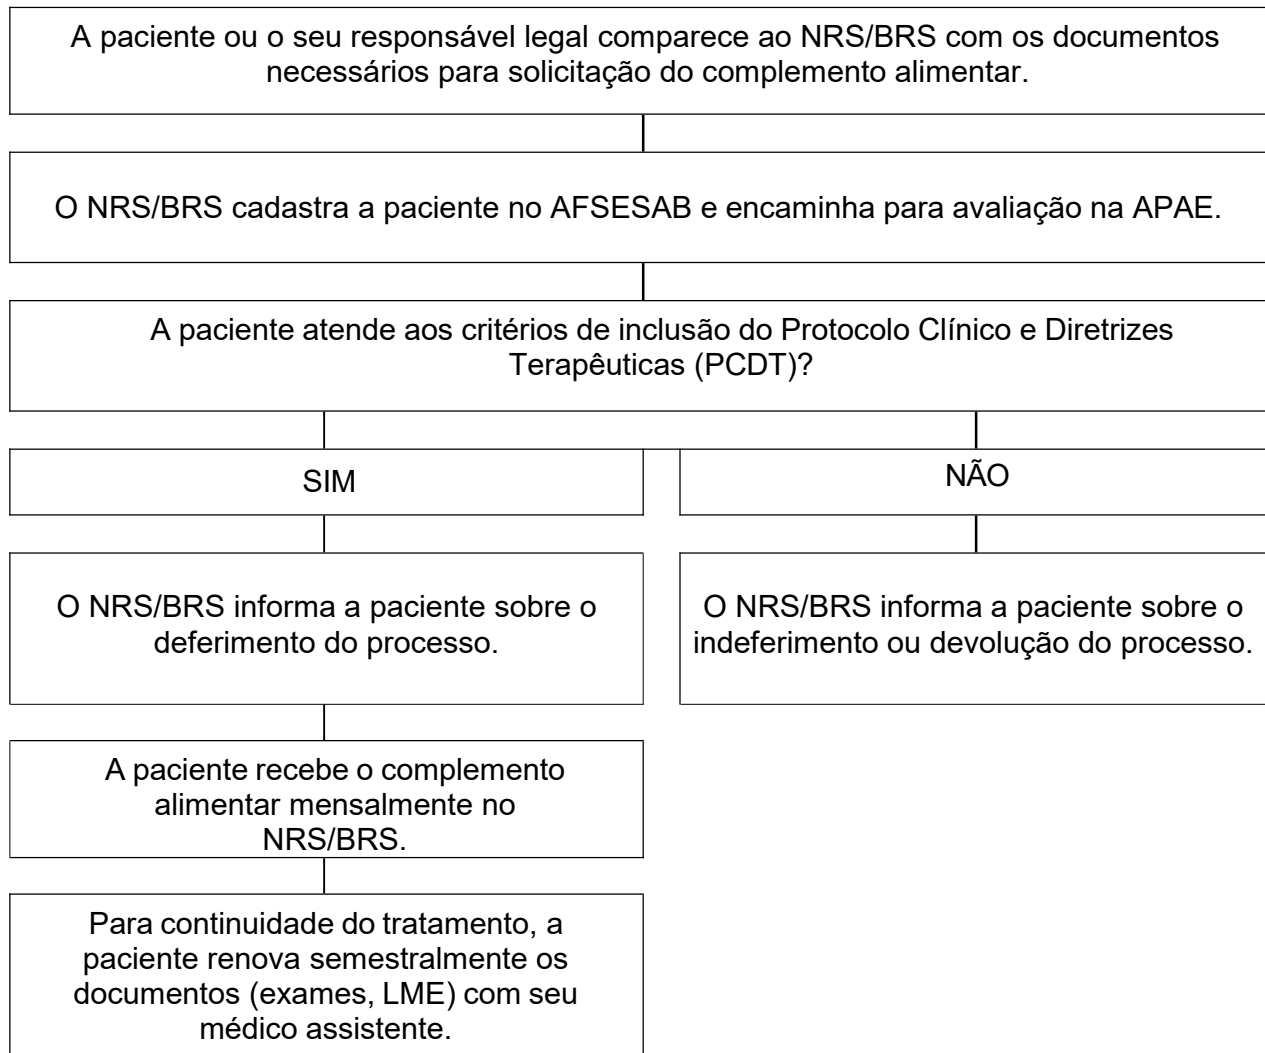 A paciente ou o seu responsável legal comparece ao NRS/BRS com os documentos
necessários para solicitação do complemento alimentar.
O NRS/BRS cadastra a paciente no AFSESAB e encaminha para avaliação na APAE.
A paciente atende aos critérios de inclusão do Protocolo Clínico e Diretrizes
Terapêuticas (PCDT)?
SIM
NÃO
O NRS/BRS informa a paciente sobre o
deferimento do processo.
O NRS/BRS informa a paciente sobre o
indeferimento ou devolução do processo.
A paciente recebe o complemento
alimentar mensalmente no
NRS/BRS.
Para continuidade do tratamento, a
paciente renova semestralmente os
documentos (exames, LME) com seu
médico assistente.